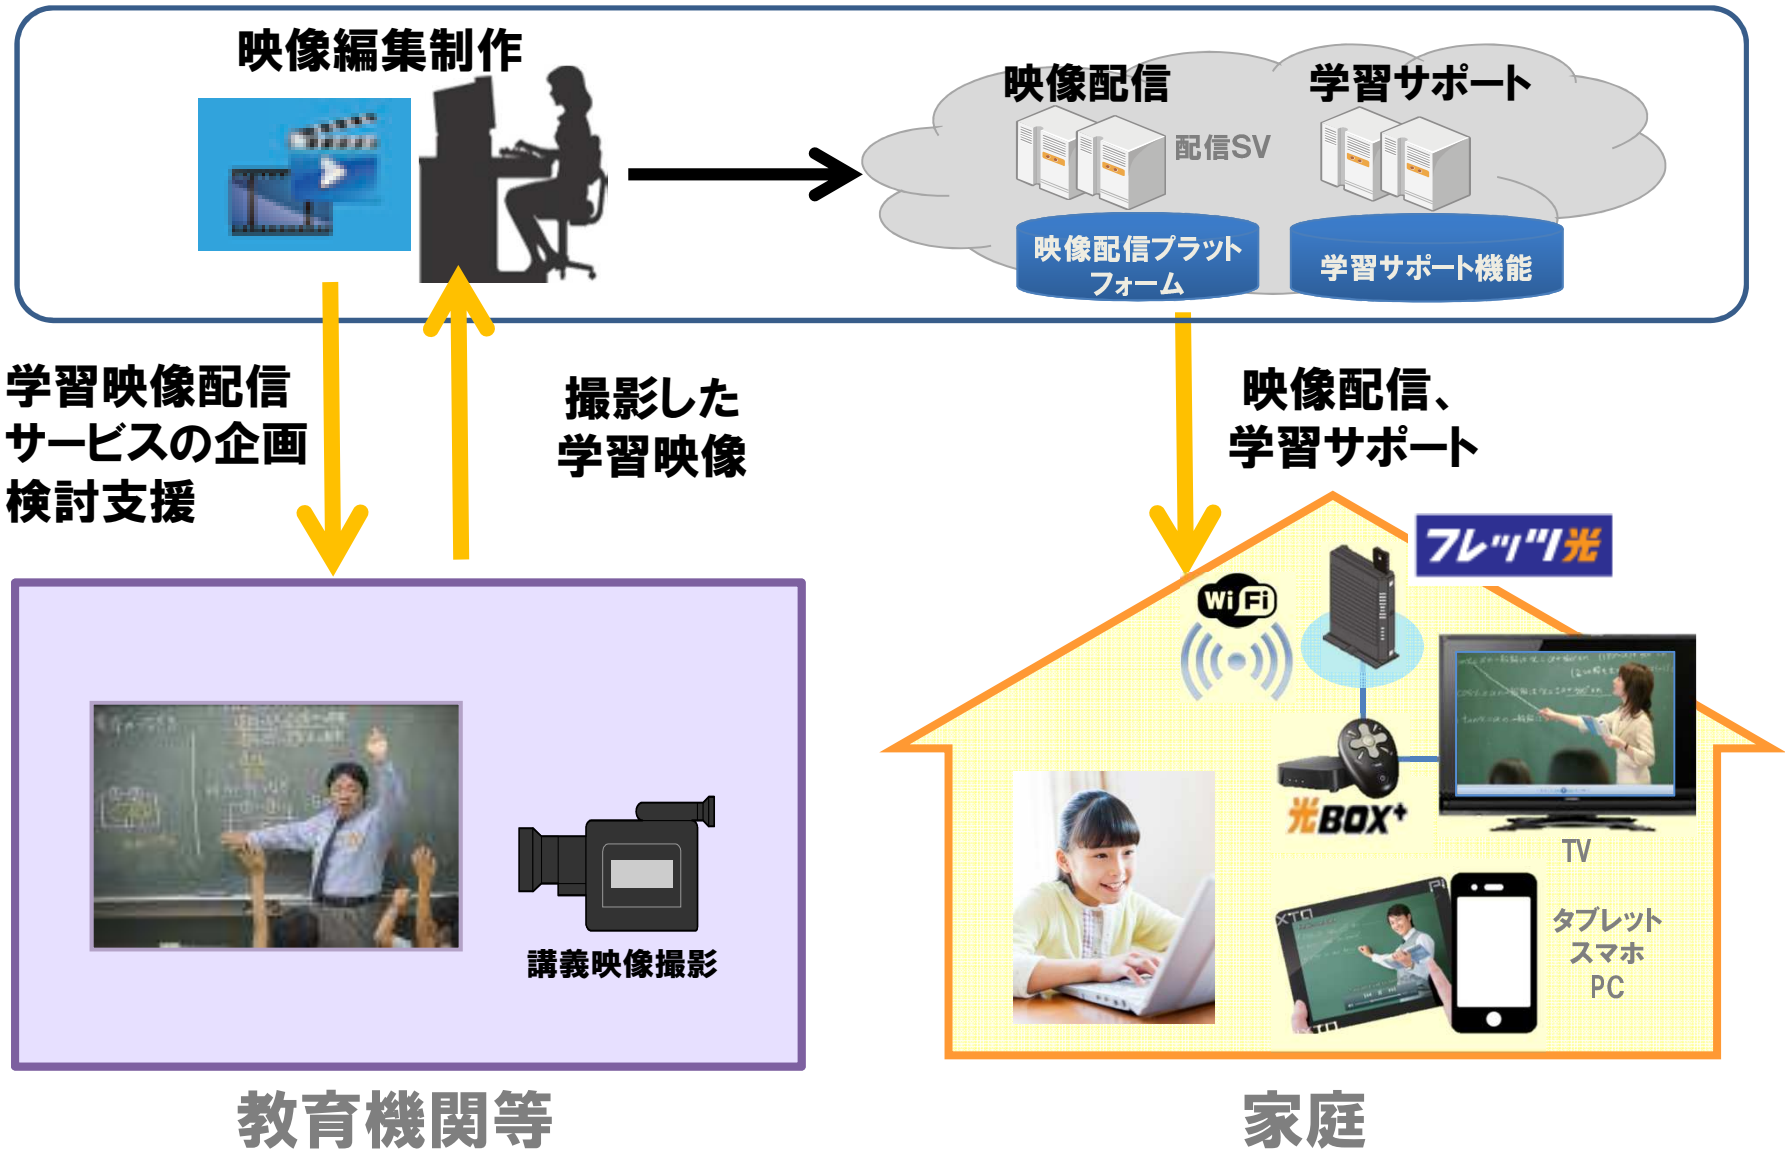 映像編集制作
映像配信
学習サポート
配信SV
映像配信プラット
フォーム
学習サポート機能
学習映像配信
サービスの企画
検討支援
撮影した
学習映像
映像配信、
学習サポート
フレッツ光
WiFi
光BOX+
TV
タブレット
スマホ
PC
講義映像撮影
教育機関等
家庭